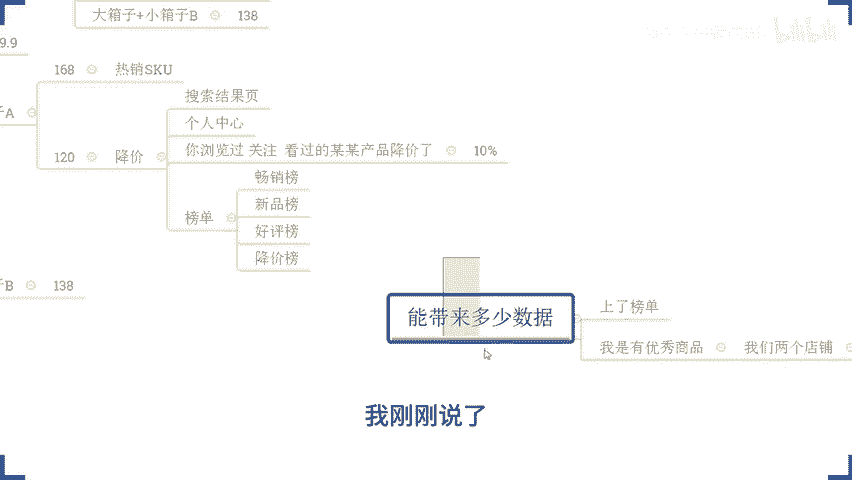 大箱子+小箱子B 138
9.9
168 热销SKU
搜索结果页
个人中心
120 降价
你浏览过 关注 看过的某某产品降价了 10%
畅销榜
新品榜
榜单
好评榜
降价榜
子B 138
能带来多少数据
上了榜单
我是有优秀商品 我们两个店铺
我刚刚说了